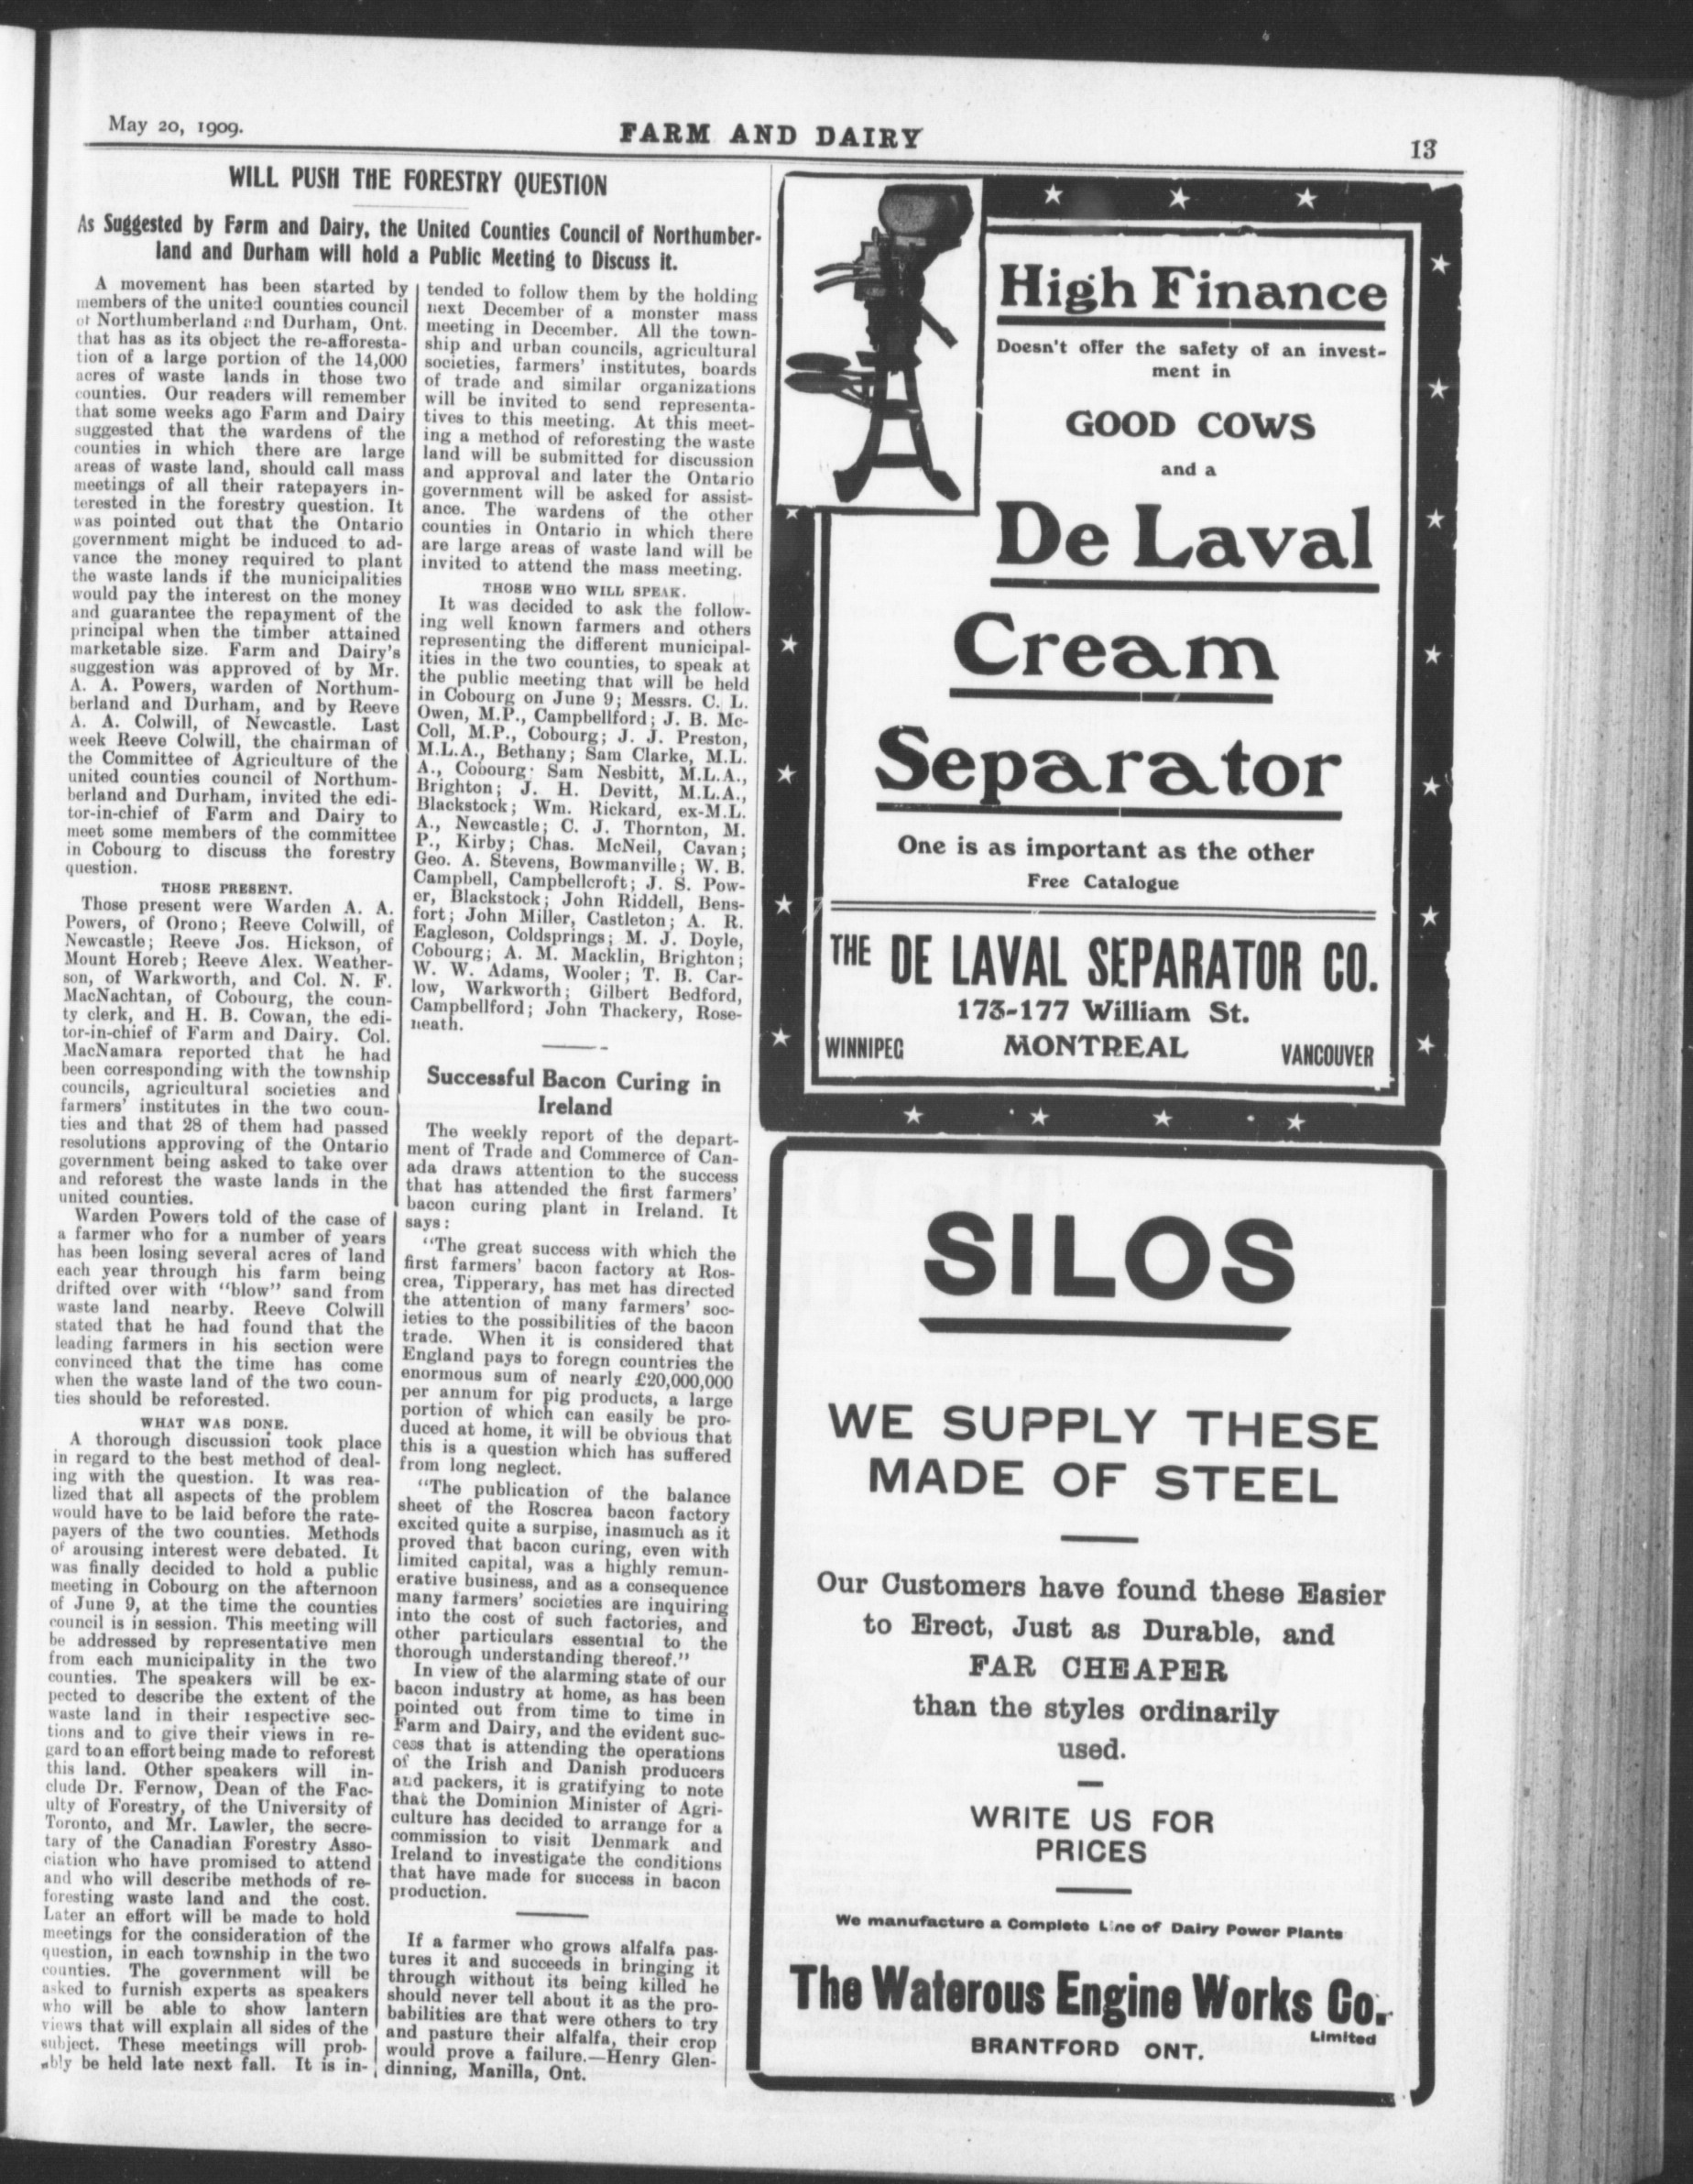 May 20, 1909.
FARM AND DAIRY
13
WILL PUSH THE FORESTRY QUESTION
As Suggested by Farm and Dairy, the United Counties Council of Northumber-
land and Durham will hold a Public Meeting to Discuss it.
A movement has been started by
members of the united counties council
of Northumberland and Durham, Ont.
that has as its object the re-afforesta-
tion of a large portion of the 14,000
acres of waste lands in those two
counties. Our readers will remember
that some weeks ago Farm and Dairy
suggested that the wardens of the
counties in which there are large
areas of waste land, should call mass
meetings of all their ratepayers in-
terested in the forestry question. It
was pointed out that the Ontario
government might be induced to ad-
vance the money required to plant
the waste lands if the municipalities
would pay the interest on the money
and guarantee the repayment of the
principal when the timber attained
marketable size. Farm and Dairy's
suggestion was approved of by Mr.
A. A. Powers, warden of Northum-
berland and Durham, and by Reeve
A. A. Colwill, of Newcastle. Last
week Reeve Colwill, the chairman of
the Committee of Agriculture of the
united counties council of Northum-
berland and Durham, invited the edi-
tor-in-chief of Farm and Dairy to
meet some members of the committee
in Cobourg to discuss the forestry
question.
THOSE PRESENT.
Those present were Warden A. A.
Powers, of Orono; Reeve Colwill, of
Newcastle; Reeve Jos. Hickson, of
Mount Horeb; Reeve Alex. Weather-
son, of Warkworth, and Col. N. F.
MacNachtan, of Cobourg, the coun-
ty clerk, and H. B. Cowan, the edi-
tor-in-chief of Farm and Dairy. Col.
MacNamara reported that he had
been corresponding with the township
councils, agricultural societies and
farmers' institutes in the two coun-
ties and that 28 of them had passed
resolutions approving of the Ontario
government being asked to take over
and reforest the waste lands in the
united counties.
Warden Powers told of the case of
a farmer who for a number of years
has been losing several acres of land
each year through his farm being
drifted over with "blow" sand from
waste land nearby. Reeve Colwill
stated that he had found that the
leading farmers in his section were
convinced that the time has come
when the waste land of the two coun-
ties should be reforested.
WHAT WAS DONE.
A thorough discussion took place
in regard to the best method of deal-
ing with the question. It was rea-
lized that all aspects of the problem
would have to be laid before the rate-
payers of the two counties. Methods
of arousing interest were debated. It
was finally decided to hold a public
meeting in Cobourg on the afternoon
of June 9, at the time the counties
council is in session. This meeting will
be addressed by representative men
from each municipality in the two
counties. The speakers will be ex-
pected to describe the extent of the
waste land in their respective sec-
tions and to give their views in re-
gard to an effort being made to reforest
this land. Other speakers will in-
clude Dr. Fernow, Dean of the Fac-
ulty of Forestry, of the University of
Toronto, and Mr. Lawler, the secre-
tary of the Canadian Forestry Asso-
ciation who have promised to attend
and who will describe methods of re-
foresting waste land and the cost.
Later an effort will be made to hold
meetings for the consideration of the
question, in each township in the two
counties. The government will be
asked to furnish experts as speakers
who will be able to show lantern
views that will explain all sides of the
subject. These meetings will prob-
ably be held late next fall. It is in-
tended to follow them by the holding
next December of a monster mass
meeting in December. All the town-
ship and urban councils, agricultural
societies, farmers' institutes, boards
of trade and similar organizations
will be invited to send representa-
tives to this meeting. At this meet-
ing a method of reforesting the waste
land will be submitted for discussion
and approval and later the Ontario
government will be asked for assist-
ance. The wardens of the other
counties in Ontario in which there
are large areas of waste land will be
invited to attend the mass meeting.
THOSE WHO WILL SPEAK.
It was decided to ask the follow-
ing well known farmers and others
representing the different municipal-
ities in the two counties, to speak at
the public meeting that will be held
in Cobourg on June 9; Messrs. C. L.
Owen, M.P., Campbellford; J. B. Mc-
Coll, M.P., Cobourg; J. J. Preston,
M.L.A., Bethany; Sam Clarke, M.L.
A., Cobourg; Sam Nesbitt, M.L.A.,
Brighton; J. H. Devitt, M.L.A.,
Blackstock; Wm. Rickard, ex-M.L.
A., Newcastle; C. J. Thornton, M.
P., Kirby; Chas. McNeil, Cavan;
Geo. A. Stevens, Bowmanville; W. B.
Campbell, Campbellcroft; J. S. Pow-
er, Blackstock; John Riddell, Bens-
fort; John Miller, Castleton; A. R.
Eagleson, Coldsprings; M. J. Doyle,
Cobourg; A. M. Macklin, Brighton;
W. W. Adams, Wooler; T. B. Car-
low, Warkworth; Gilbert Bedford,
Campbellford; John Thackery, Rose-
neath.
Successful Bacon Curing in
Ireland
The weekly report of the depart-
ment of Trade and Commerce of Can-
ada draws attention to the success
that has attended the first farmers'
bacon curing plant in Ireland. It
says:
"The great success with which the
first farmers' bacon factory at Ros-
crea, Tipperary, has met has directed
the attention of many farmers' soc-
ieties to the possibilities of the bacon
trade. When it is considered that
England pays to foregn countries the
enormous sum of nearly £20,000,000
per annum for pig products, a large
portion of which can easily be pro-
duced at home, it will be obvious that
this is a question which has suffered
from long neglect.
"The publication of the balance
sheet of the Roscrea bacon factory
excited quite a surprise, inasmuch as it
proved that bacon curing, even with
limited capital, was a highly remun-
erative business, and as a consequence
many farmers' societies are inquiring
into the cost of such factories, and
other particulars essential to the
thorough understanding thereof."
In view of the alarming state of our
bacon industry at home, as has been
pointed out from time to time in
Farm and Dairy, and the evident suc-
cess that is attending the operations
of the Irish and Danish producers
and packers, it is gratifying to note
that the Dominion Minister of Agri-
culture has decided to arrange for a
commission to visit Denmark and
Ireland to investigate the conditions
that have made for success in bacon
production.
If a farmer who grows alfalfa pas-
tures it and succeeds in bringing it
through without its being killed he
should never tell about it as the pro-
babilities are that were others to try
and pasture their alfalfa, their crop
would prove a failure.—Henry Glen-
dinning, Manilla, Ont.
High Finance
Doesn't offer the safety of an invest-
ment in
GOOD COWS
and a
De Laval
Cream
Separator
One is as important as the other
Free Catalogue
THE DE LAVAL SEPARATOR CO.
173-177 William St.
WINNIPEG MONTREAL VANCOUVER
SILOS
WE SUPPLY THESE
MADE OF STEEL
Our Customers have found these Easier
to Erect, Just as Durable, and
FAR CHEAPER
than the styles ordinarily
used.
WRITE US FOR
PRICES
We manufacture a Complete Line of Dairy Power Plants
The Waterous Engine Works Co.
Limited
BRANTFORD ONT.